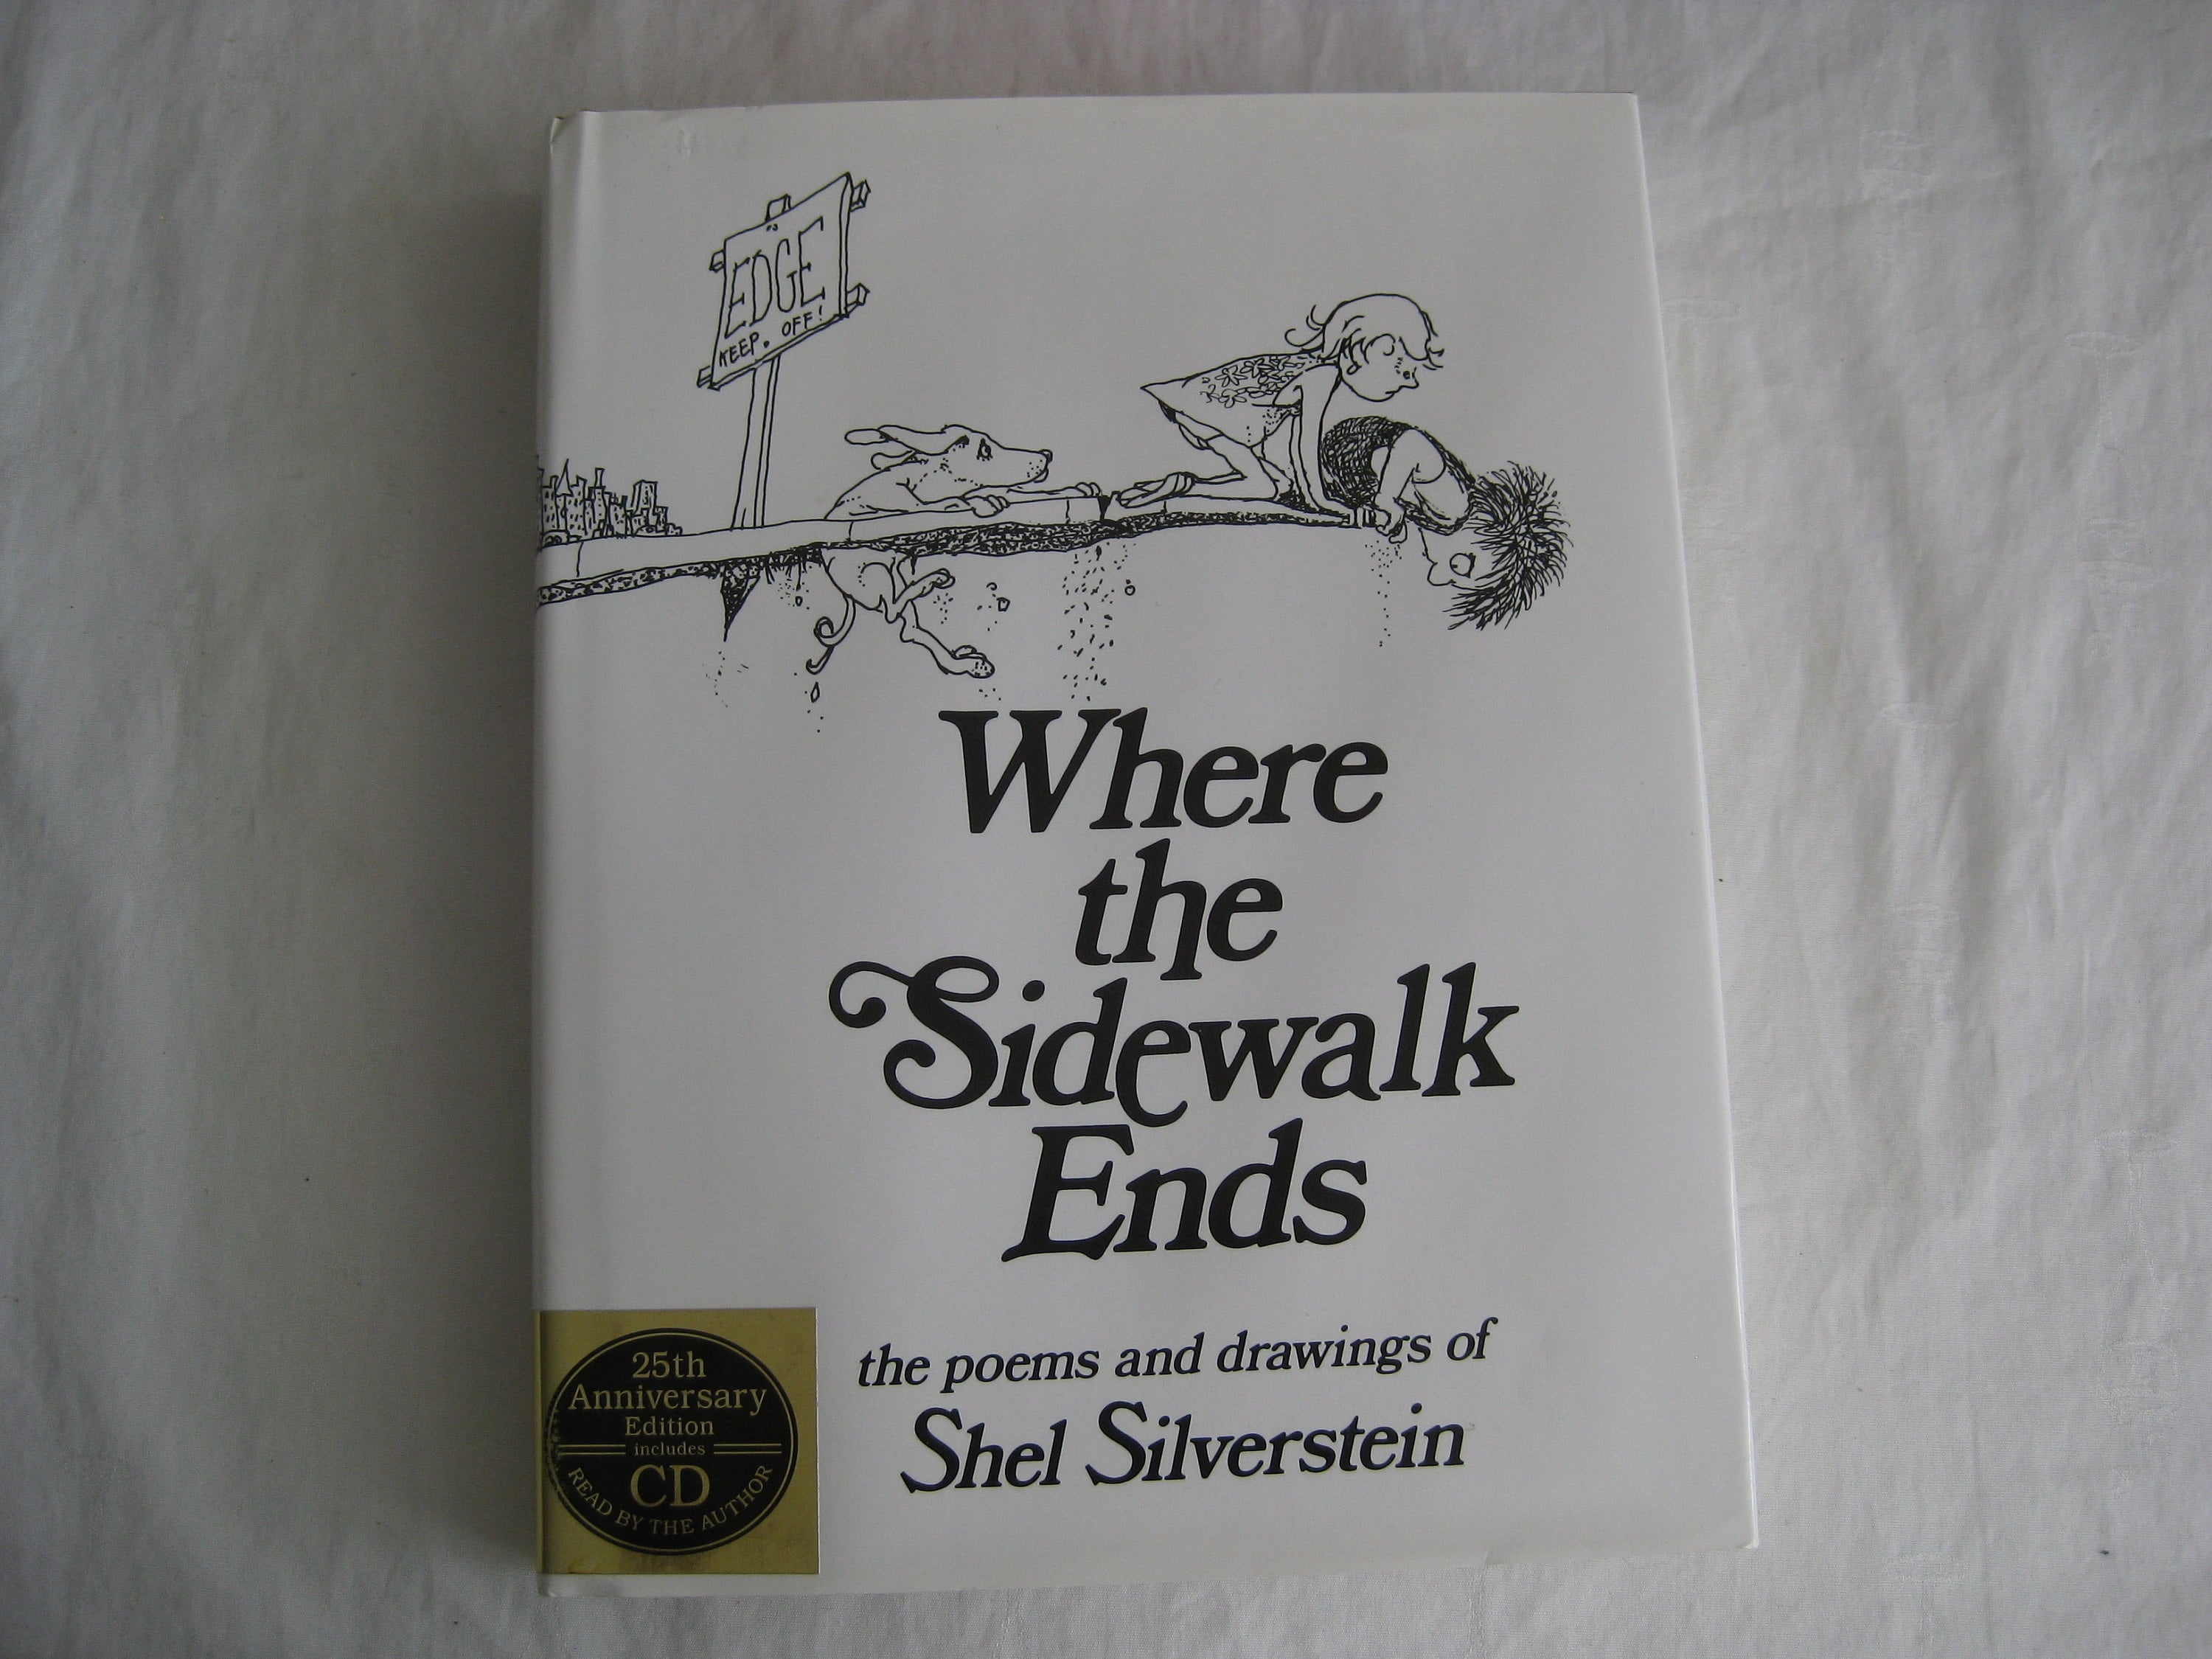 EDGE
KEEP. OFF!
Where
the
Sidewalk
Ends
the poems and drawings of
Shel Silverstein
25th
Anniversary
Edition
includes
CD
READ BY THE AUTHOR